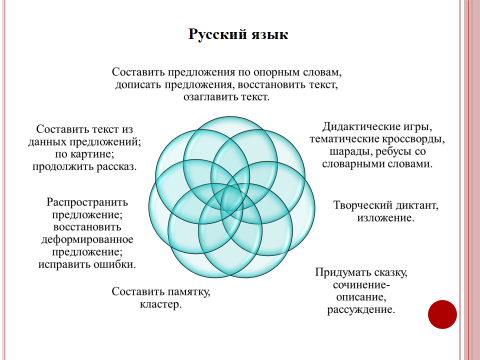 Русский язык
Составить предложения по опорным словам,
дописать предложения, восстановить текст,
озаглавить текст.
Дидактические игры,
тематические кроссворды,
шарады, ребусы со
словарными словами.
Творческий диктант,
изложение.
Придумать сказку,
сочинение-
описание,
рассуждение.
Составить памятку,
кластер.
Распространить
предложение;
восстановить
деформированное
предложение;
исправить ошибки.
Составить текст из
данных предложений;
по картине;
продолжить рассказ.